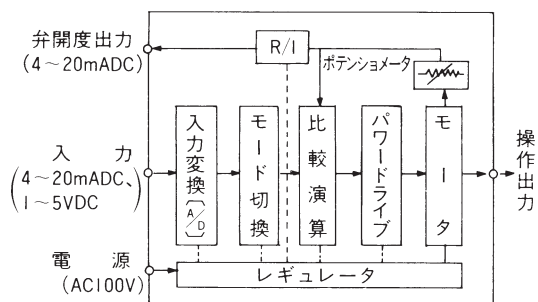 弁開度出力
(4～20mADC)
R/I
ポテンショメータ
入力
(4～20mADC、
1～5VDC)
入力変換(A/D)
モード切換
比較演算
パワードライブ
モータ
操作出力
電源
(AC100V)
レギュレータ